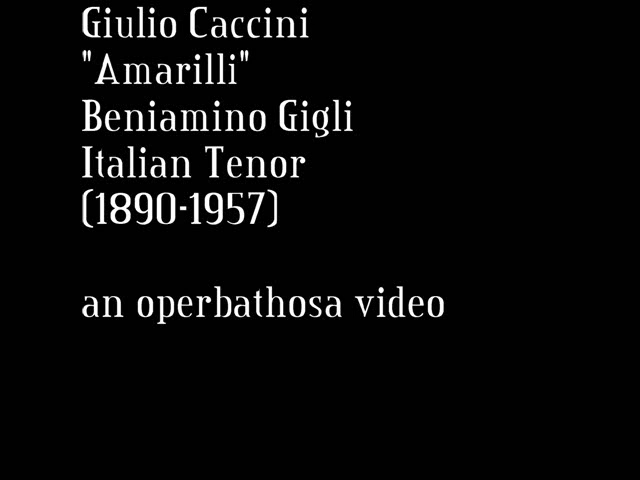 Giulio Caccini
"Amarilli"
Beniamino Gigli
Italian Tenor
(1890-1957)
an operbathosa video